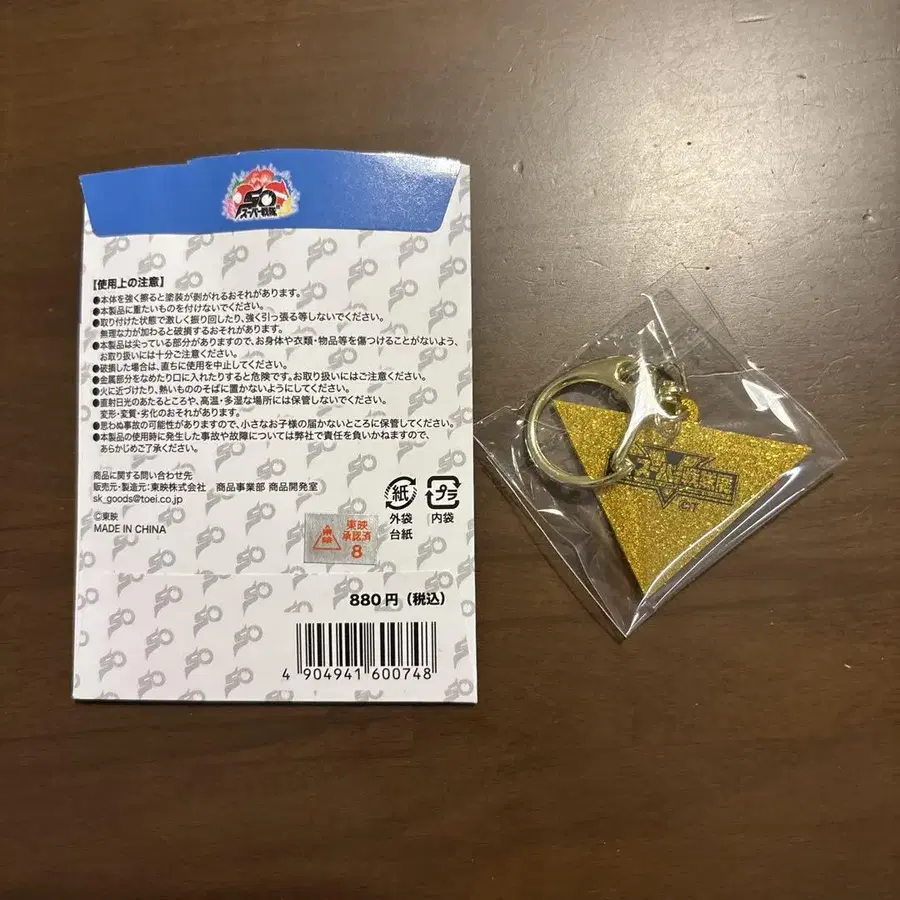 50
スーパー戦隊
【使用上の注意】
●本体を強く擦ると塗装が剥がれるおそれがあります。
●本製品に重たいものを付けないでください。
●取り付けた状態で激しく振り回したり、強く引っ張る等しないでください。
無理な力が加わると破損するおそれがあります。
●本製品は尖っている部分がありますので、お身体や衣類・物品等を傷つけることがないよう、
お取り扱いには十分ご注意ください。
●破損した場合は、直ちに使用を中止してください。
●金属部分をなめたり口に入れたりすると危険です。お取り扱いにはご注意ください。
●火に近づけたり、熱いもののそばに置かないようにしてください。
●直射日光のあたるところや、高温・多湿な場所には保管しないでください。
変形・変質・劣化のおそれがあります。
●思わぬ事故の可能性がありますので、小さなお子様の届かないところに保管してください。
●本製品の使用時に発生した事故や故障については弊社で責任を負いかねますので、
あらかじめご了承ください。
商品に関する問い合わせ先
販売元・製造元：東映株式会社 商品事業部 商品開発室
sk_goods@toei.co.jp
©東映
MADE IN CHINA
紙
プラ
外袋
台紙
内袋
東映
東映
承認済
8
880円（税込）
4 904941 600748
スーパー戦隊
©T